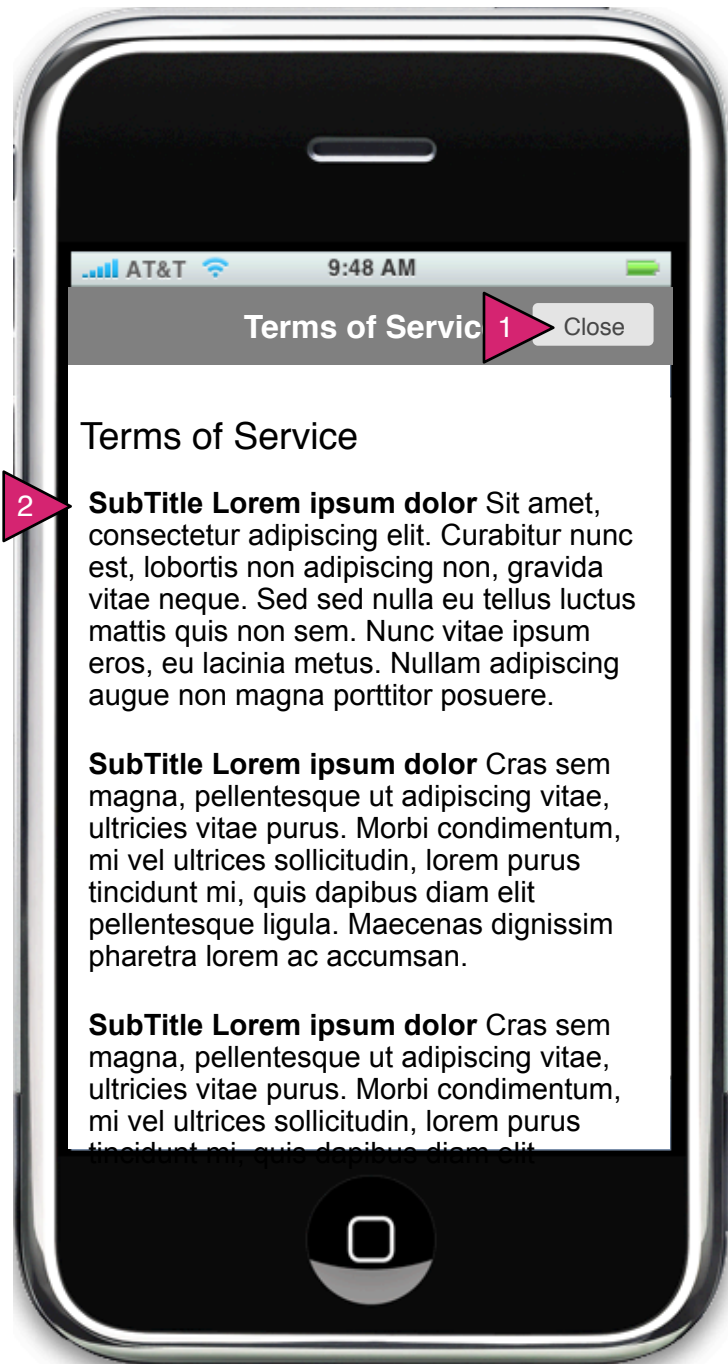 AT&T 9:48 AM
Terms of Servic 1 Close
Terms of Service
2 SubTitle Lorem ipsum dolor Sit amet,
consectetur adipiscing elit. Curabitur nunc
est, lobortis non adipiscing non, gravida
vitae neque. Sed sed nulla eu tellus luctus
mattis quis non sem. Nunc vitae ipsum
eros, eu lacinia metus. Nullam adipiscing
augue non magna porttitor posuere.
SubTitle Lorem ipsum dolor Cras sem
magna, pellentesque ut adipiscing vitae,
ultricies vitae purus. Morbi condimentum,
mi vel ultrices sollicitudin, lorem purus
tincidunt mi, quis dapibus diam elit
pellentesque ligula. Maecenas dignissim
pharetra lorem ac accumsan.
SubTitle Lorem ipsum dolor Cras sem
magna, pellentesque ut adipiscing vitae,
ultricies vitae purus. Morbi condimentum,
mi vel ultrices sollicitudin, lorem purus
tincidunt mi, quis dapibus diam elit